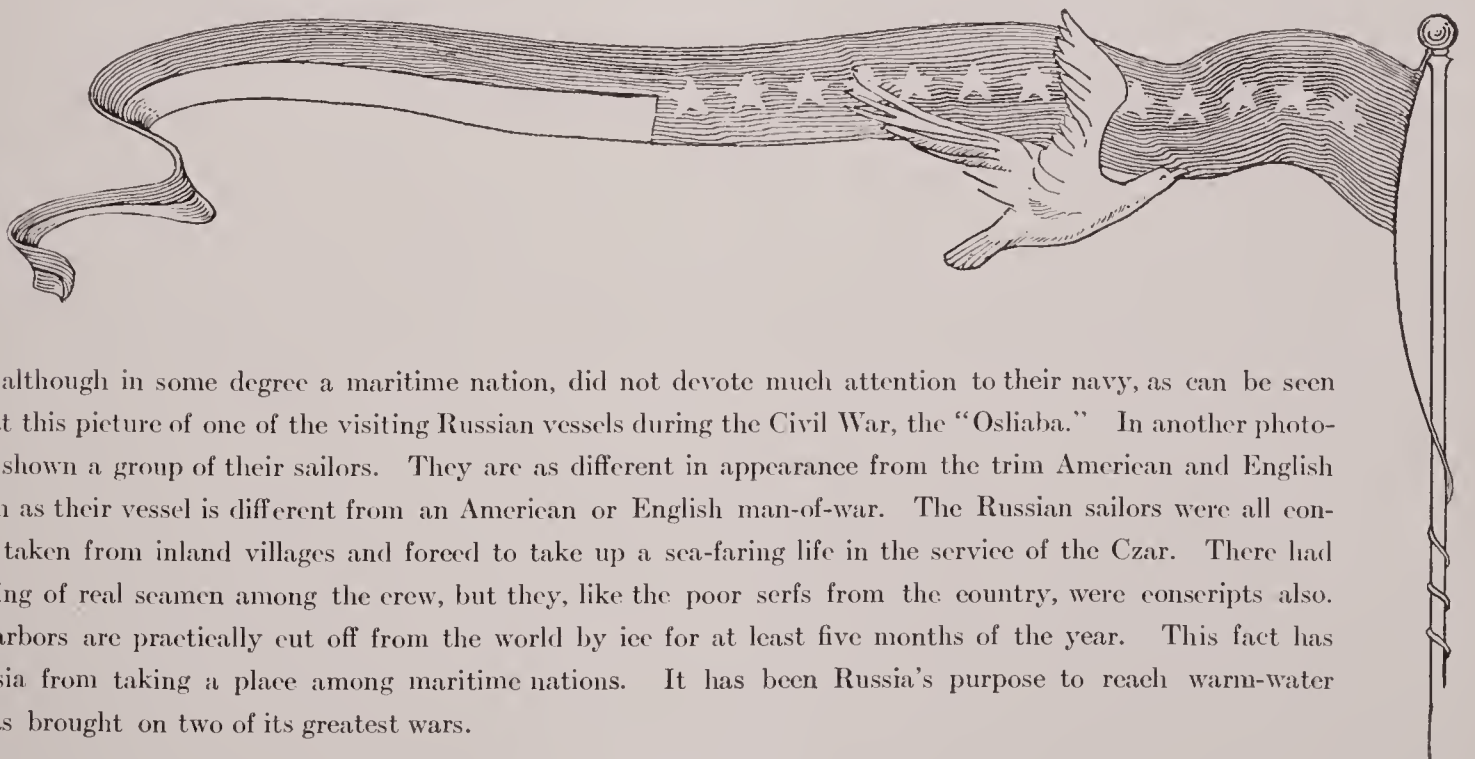 although in some degree a maritime nation, did not devote much attention to their navy, as can be seen
t this picture of one of the visiting Russian vessels during the Civil War, the “Osliaba.” In another photo-
shown a group of their sailors. They are as different in appearance from the trim American and English
as their vessel is different from an American or English man-of-war. The Russian sailors were all con-
taken from inland villages and forced to take up a sea-faring life in the service of the Czar. There had
ing of real seamen among the crew, but they, like the poor serfs from the country, were conscripts also.
arbors are practically cut off from the world by ice for at least five months of the year. This fact has
sia from taking a place among maritime nations. It has been Russia’s purpose to reach warm-water
s brought on two of its greatest wars.